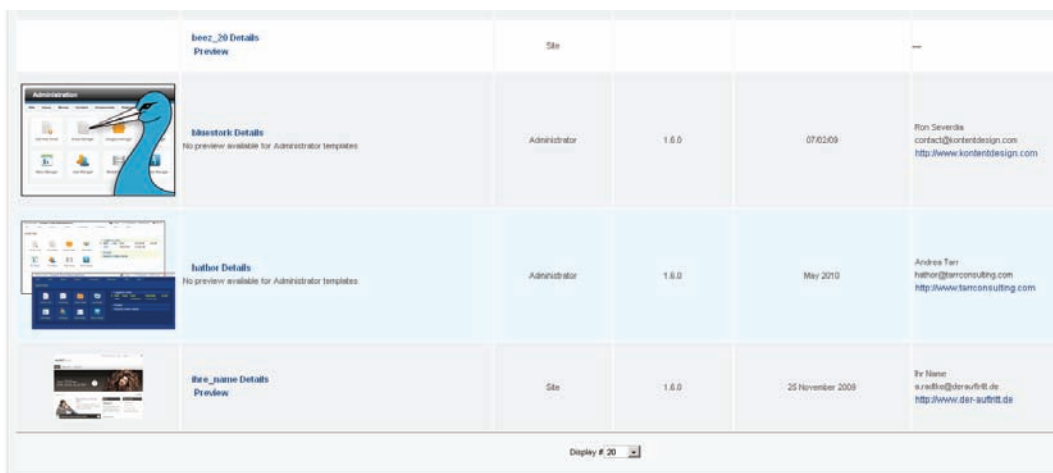 beez_20 Details
Preview
Site
---
Administration
bluestork Details
No preview available for Administrator templates
Administrator
1.6.0
07/02/09
Ron Severdia
contact@kontentdesign.com
http://www.kontentdesign.com
hathor Details
No preview available for Administrator templates
Administrator
1.6.0
May 2010
Andrea Tarr
hathor@tarrconsulting.com
http://www.tarrconsulting.com
ihre_name Details
Preview
Site
1.6.0
25 November 2009
Ihr Name
a.radtke@derauftritt.de
http://www.der-auftritt.de
Display # 20